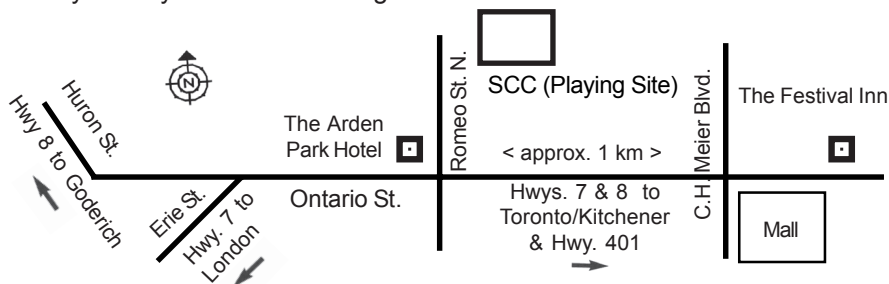 N
Huron St.
Hwy 8 to Goderich
Erie St.
Hwy. 7 to
London
The Arden
Park Hotel
Ontario St.
Romeo St. N.
SCC (Playing Site)
< approx. 1 km >
Hwys. 7 & 8 to
Toronto/Kitchener
& Hwy. 401
C.H. Meier Blvd.
The Festival Inn
Mall